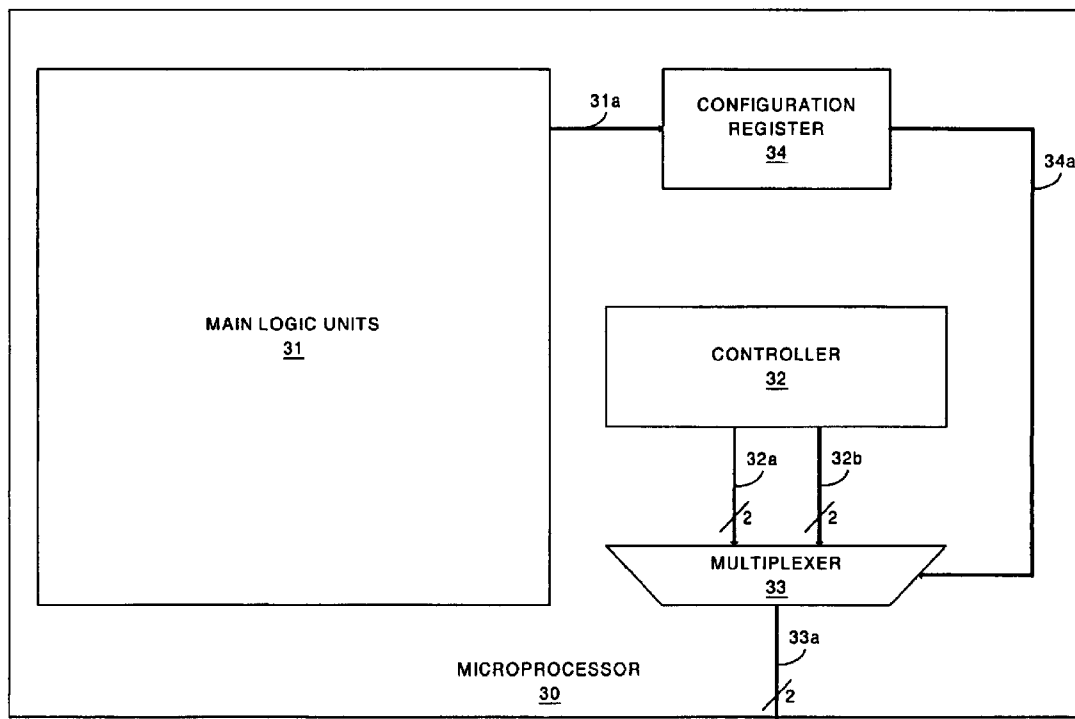 31a
CONFIGURATION
REGISTER
34
34a
MAIN LOGIC UNITS
31
CONTROLLER
32
32a
32b
2
2
MULTIPLEXER
33
33a
MICROPROCESSOR
30
2